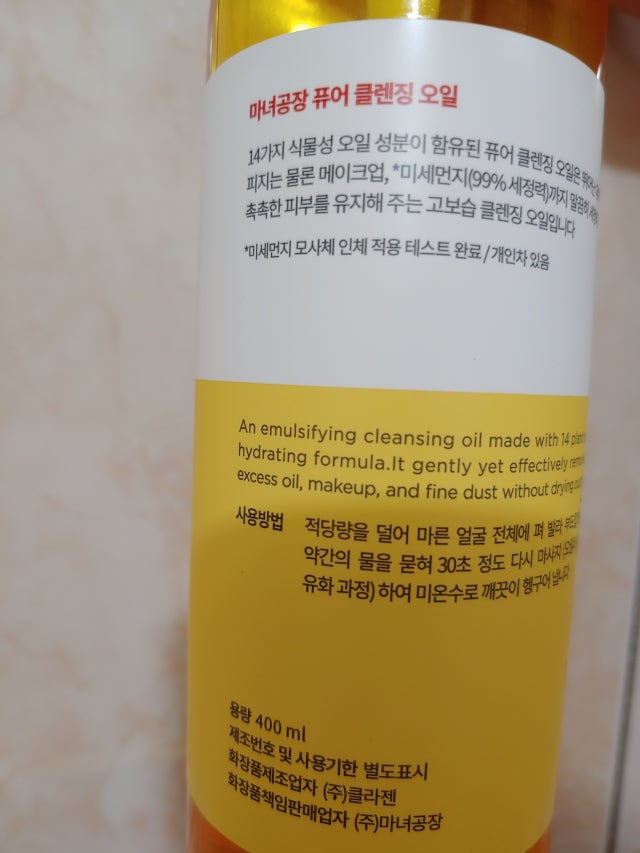 마녀공장 퓨어 클렌징 오일
14가지 식물성 오일 성분이 함유된 퓨어 클렌징 오일은
피지는 물론 메이크업, *미세먼지(99% 세정력)까지 말끔히
촉촉한 피부를 유지해 주는 고보습 클렌징 오일입니다
*미세먼지 모사체 인체 적용 테스트 완료 / 개인차 있음
An emulsifying cleansing oil made with 14
hydrating formula.It gently yet effectively
excess oil, makeup, and fine dust without drying
사용방법 적당량을 덜어 마른 얼굴 전체에 펴 발라
약간의 물을 묻혀 30초 정도 다시 마사지
유화 과정) 하여 미온수로 깨끗이 헹구어 냅니다
용량 400 ml
제조번호 및 사용기한 별도표시
화장품제조업자 (주)클라젠
화장품책임판매업자 (주)마녀공장